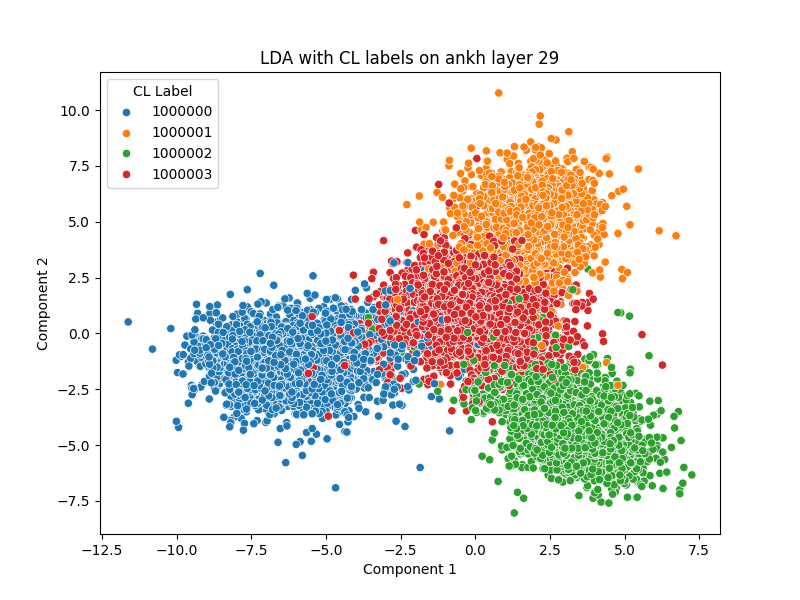 LDA with CL labels on ankh layer 29
CL Label
1000000
1000001
1000002
1000003
Component 2
10.0
7.5
5.0
2.5
0.0
−2.5
−5.0
−7.5
−12.5 −10.0 −7.5 −5.0 −2.5 0.0 2.5 5.0 7.5
Component 1